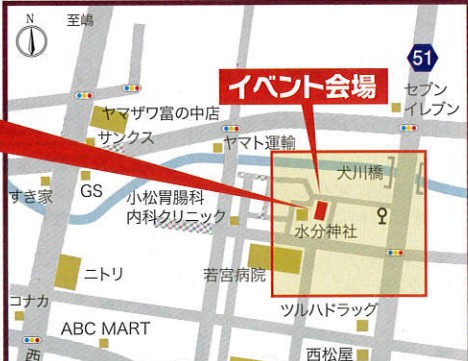 N
至嶋
51
セブン
イレブン
イベント会場
ヤマザワ富の中店
サンクス
ヤマト運輸
犬川橋
すき家
GS
小松胃腸科
内科クリニック
水分神社
ニトリ
若宮病院
コナカ
ツルハドラッグ
ABC MART
西
西松屋